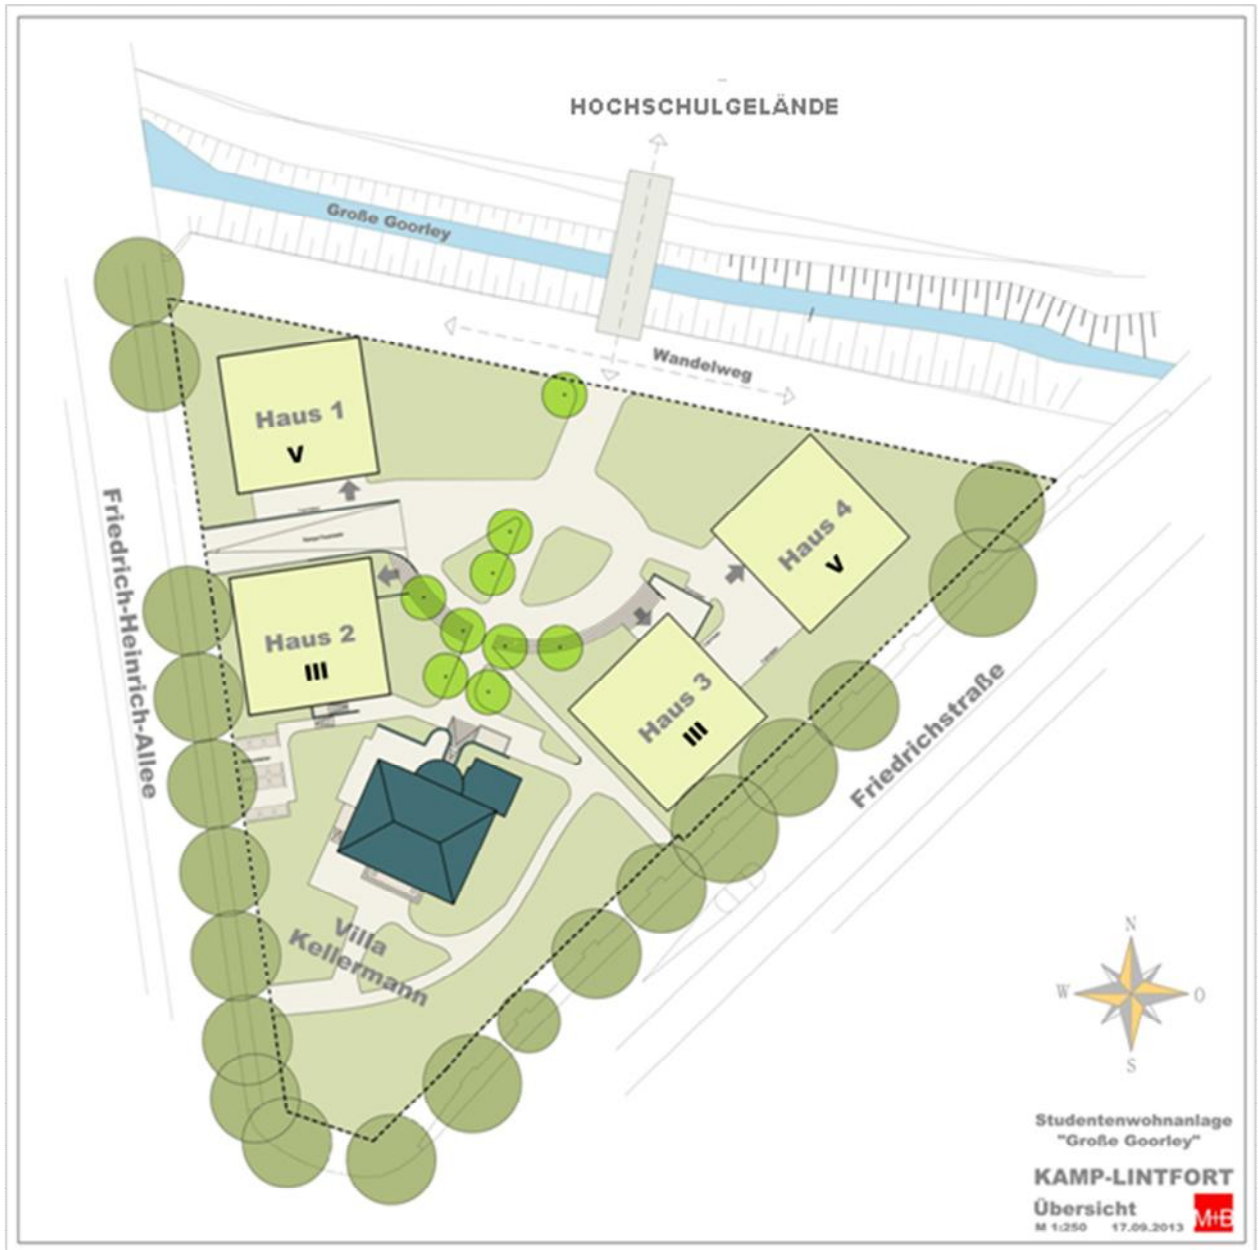 HOCHSCHULGELÄNDE
Große Goorley
Wandelweg
Haus 1
V
Haus 4
V
Friedrich-Heinrich-Allee
Haus 2
III
Haus 3
III
Friedrichstraße
Villa
Kellermann
N
W
O
S
Studentenwohnanlage
"Große Goorley"
KAMP-LINTFORT
Übersicht
M 1:250 17.09.2013
M+B